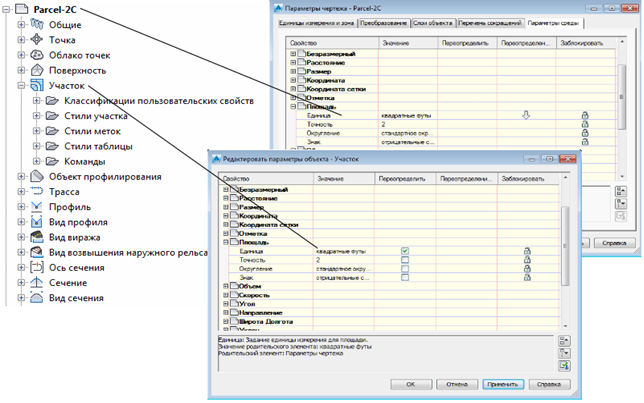 Parcel-2C
Общие
Точка
Облако точек
Поверхность
Участок
Классификации пользовательских свойств
Стили участка
Стили меток
Стили таблицы
Команды
Объект профилирования
Трасса
Профиль
Вид профиля
Вид виража
Вид возвышения наружного рельса
Ось сечения
Сечение
Вид сечения
Параметры чертежа - Parcel-2C
Единицы измерения и зона Преобразование Слои объекта Перечень сокращений Параметры среды
Свойство Значение Переопределить Переопределен... Заблокировать
Безразмерный
Расстояние
Размер
Координата
Координата сетки
Отметка
Площадь
Единица квадратные футы
Точность 2
Округление стандартное окр...
Знак отрицательные с...
Справка
Редактировать параметры объекта - Участок
Свойство Значение Переопределить Переопределени... Заблокировать
Безразмерный
Расстояние
Размер
Координата
Координата сетки
Отметка
Площадь
Единица квадратные футы
Точность 2
Округление стандартное окр...
Знак отрицательные с...
Объем
Скорость
Угол
Направление
Широта Долгота
Единица: Задание единицы измерения для площади.
Значение родительского элемента: квадратные футы
Родительский элемент: Параметры чертежа
ОК Отмена Применить Справка